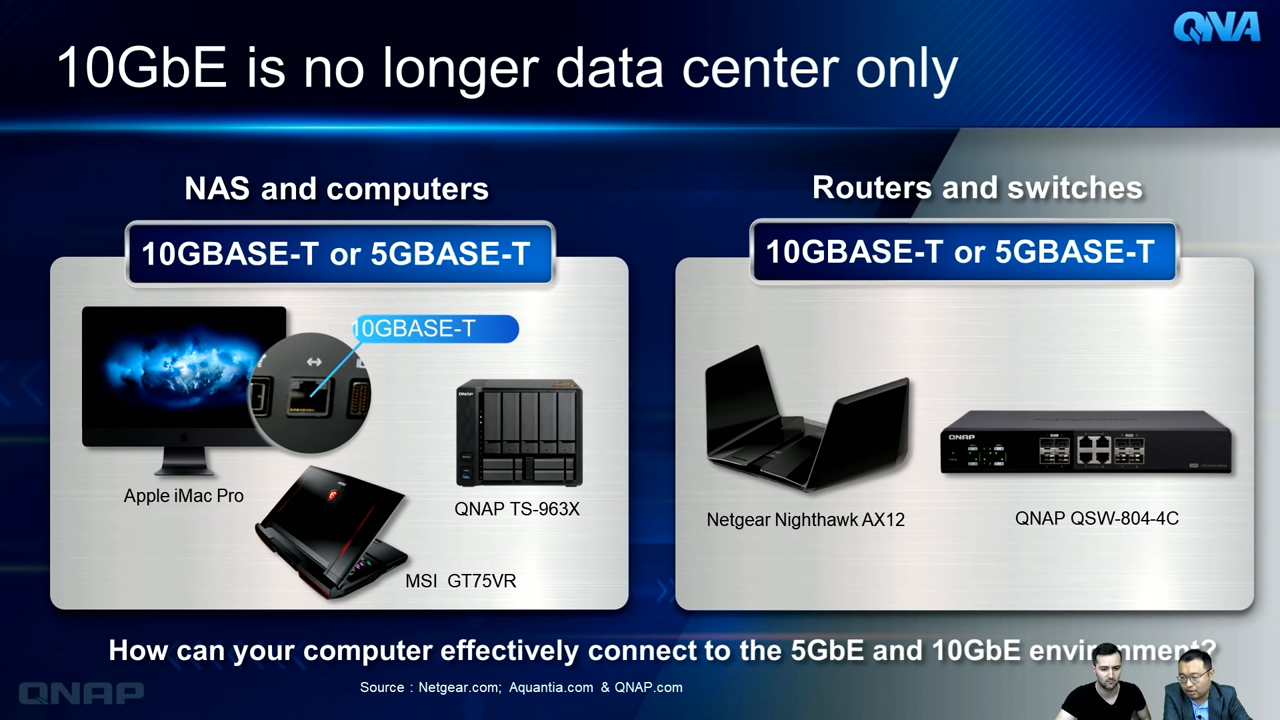 QNA
10GbE is no longer data center only
NAS and computers
10GBASE-T or 5GBASE-T
10GBASE-T
QNAP
Apple iMac Pro
QNAP TS-963X
MSI GT75VR
Routers and switches
10GBASE-T or 5GBASE-T
QNAP
Netgear Nighthawk AX12
QNAP QSW-804-4C
How can your computer effectively connect to the 5GbE and 10GbE environment?
Source : Netgear.com; Aquantia.com & QNAP.com
QNAP